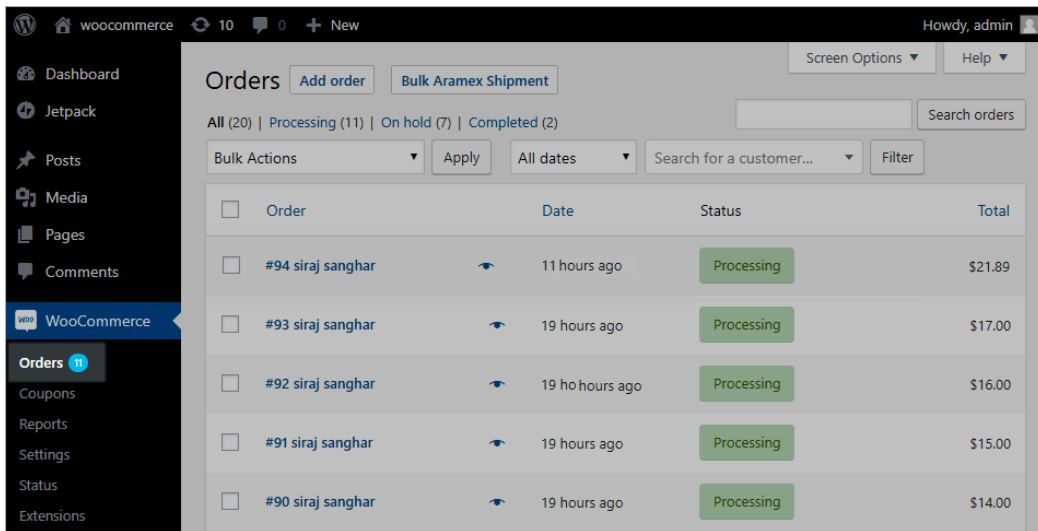 woocommerce 10 0 New Howdy, admin
Screen Options Help
Dashboard
Jetpack
Posts
Media
Pages
Comments
WOO WooCommerce
Orders 11
Coupons
Reports
Settings
Status
Extensions
Orders Add order Bulk Aramex Shipment
All (20) | Processing (11) | On hold (7) | Completed (2)
Search orders
Bulk Actions Apply All dates Search for a customer... Filter
Order Date Status Total
#94 siraj sanghar 11 hours ago Processing $21.89
#93 siraj sanghar 19 hours ago Processing $17.00
#92 siraj sanghar 19 ho hours ago Processing $16.00
#91 siraj sanghar 19 hours ago Processing $15.00
#90 siraj sanghar 19 hours ago Processing $14.00